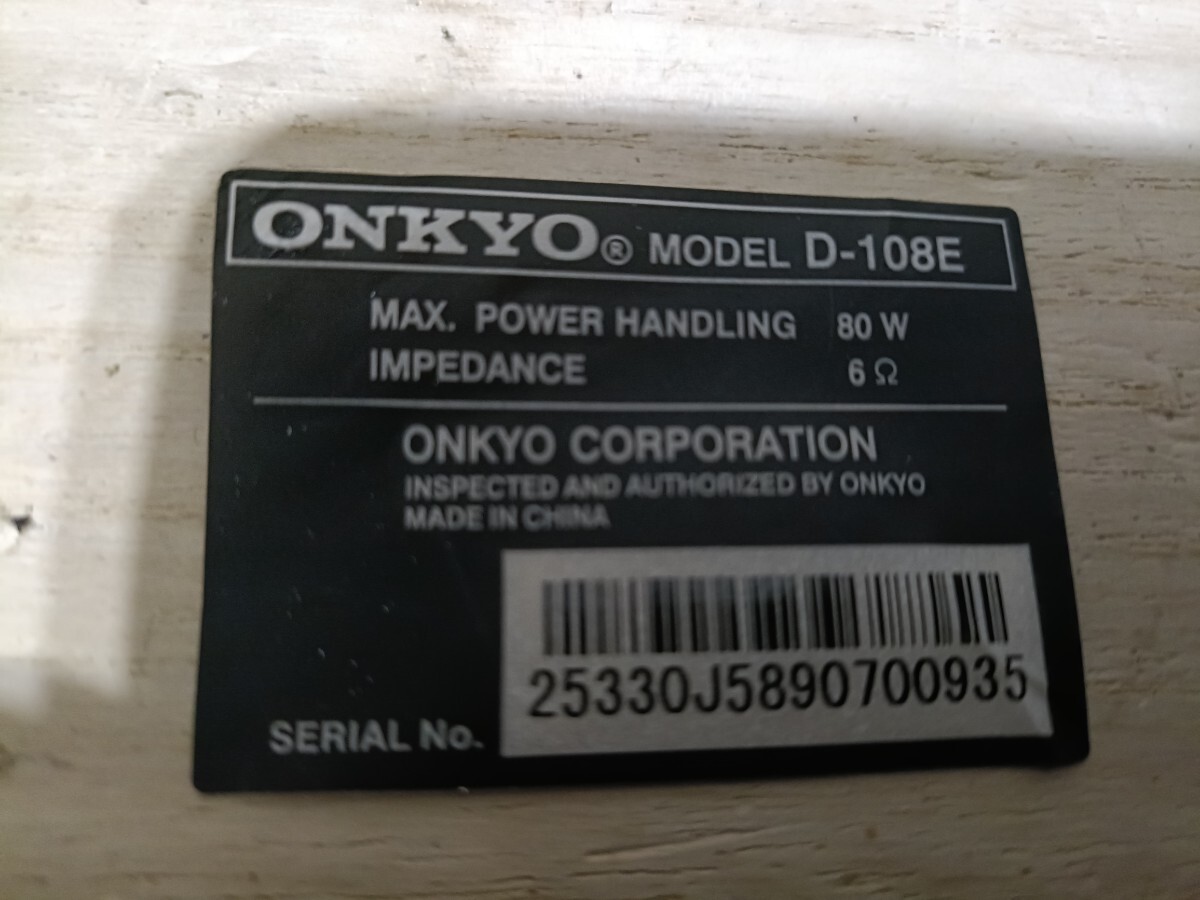 ONKYO® MODEL D-108E
MAX. POWER HANDLING 80 W
IMPEDANCE 6 Ω
ONKYO CORPORATION
INSPECTED AND AUTHORIZED BY ONKYO
MADE IN CHINA
25330J5890700935
SERIAL No.